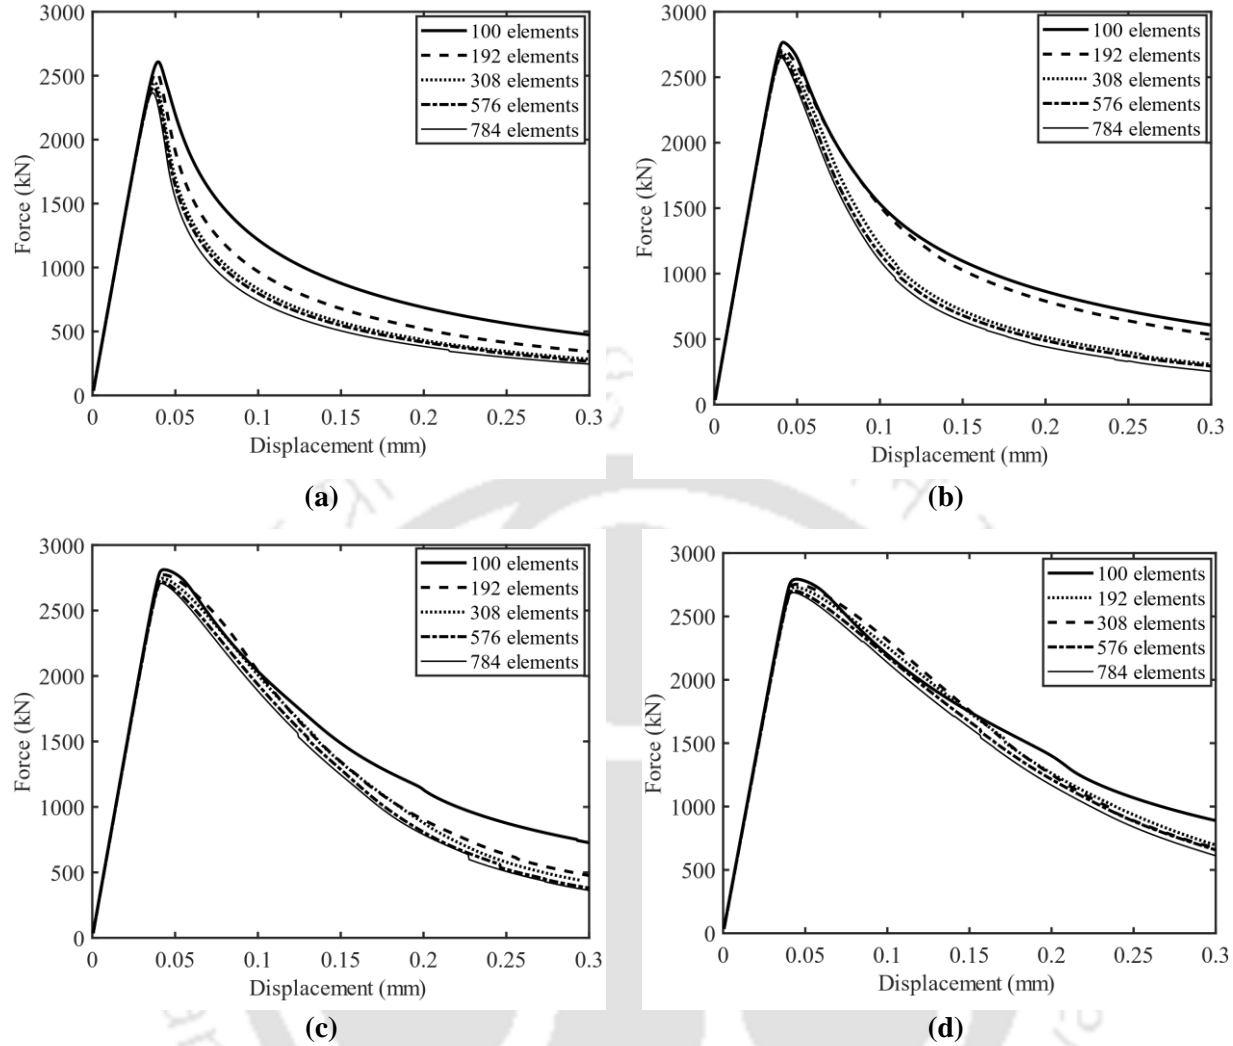 3000
2500
2000
1500
1000
500
0
Force (kN)
100 elements
192 elements
308 elements
576 elements
784 elements
0 0.05 0.1 0.15 0.2 0.25 0.3
Displacement (mm)
(a)
3000
2500
2000
1500
1000
500
0
Force (kN)
100 elements
192 elements
308 elements
576 elements
784 elements
0 0.05 0.1 0.15 0.2 0.25 0.3
Displacement (mm)
(b)
3000
2500
2000
1500
1000
500
0
Force (kN)
100 elements
192 elements
308 elements
576 elements
784 elements
0 0.05 0.1 0.15 0.2 0.25 0.3
Displacement (mm)
(c)
3000
2500
2000
1500
1000
500
0
Force (kN)
100 elements
192 elements
308 elements
576 elements
784 elements
0 0.05 0.1 0.15 0.2 0.25 0.3
Displacement (mm)
(d)